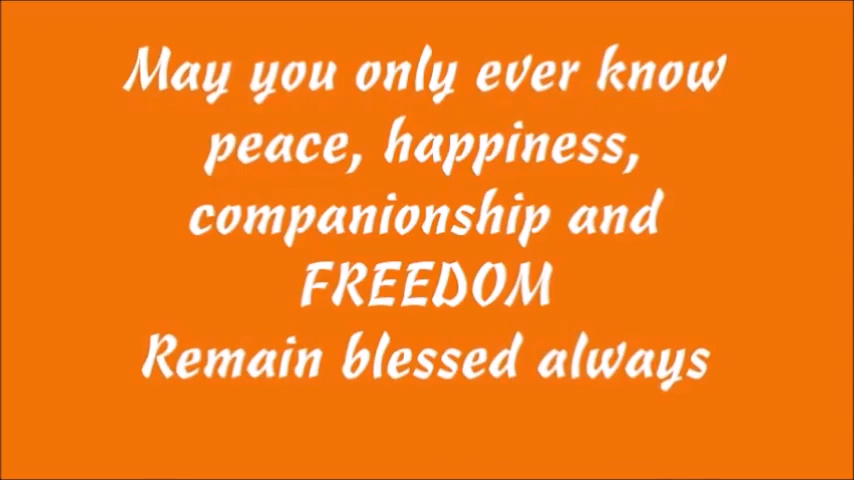 May you only ever know
peace, happiness,
companionship and
FREEDOM
Remain blessed always